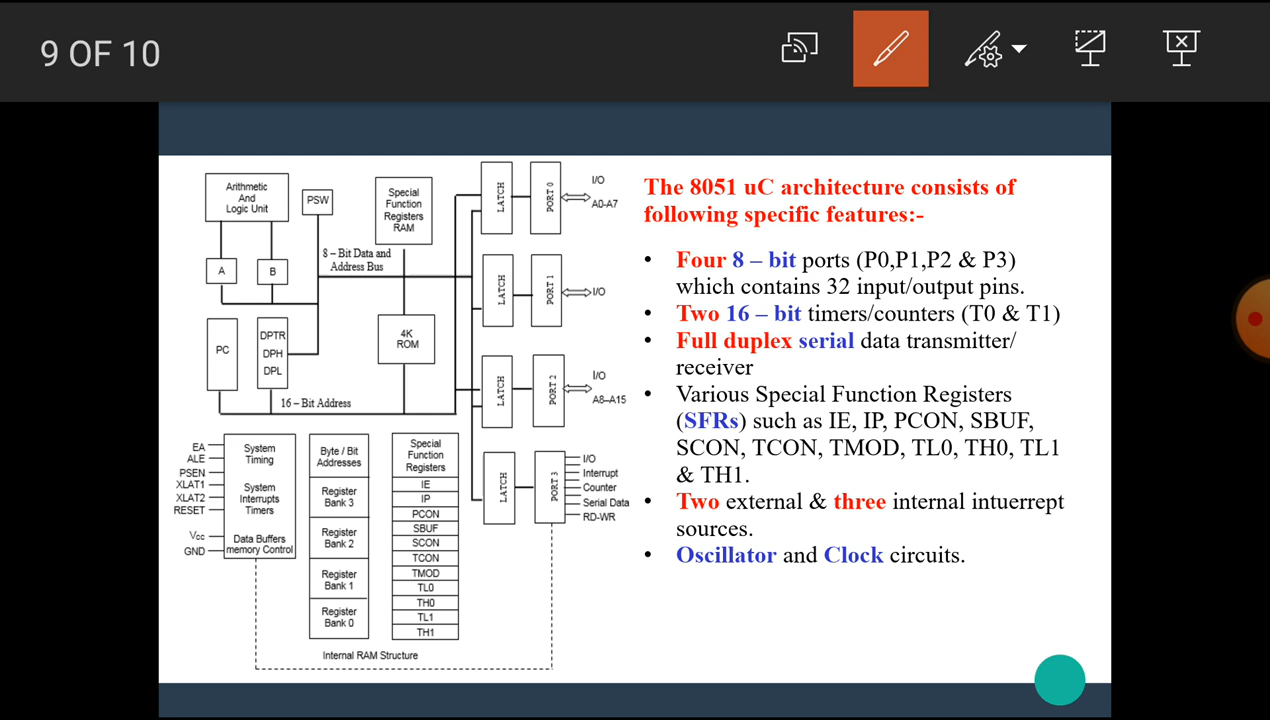 9 OF 10
Arithmetic
And
Logic Unit
PSW
Special
Function
Registers
RAM
LATCH
PORT 0
I/O
A0-A7
8 – Bit Data and
Address Bus
A
B
LATCH
PORT 1
I/O
PC
DPTR
DPH
DPL
4K
ROM
LATCH
PORT 2
I/O
A8–A15
16 – Bit Address
EA
ALE
PSEN
XLAT1
XLAT2
RESET
Vcc
GND
System
Timing
System
Interrupts
Timers
Data Buffers
memory Control
Byte / Bit
Addresses
Register
Bank 3
Register
Bank 2
Register
Bank 1
Register
Bank 0
Special
Function
Registers
IE
IP
PCON
SBUF
SCON
TCON
TMOD
TL0
TH0
TL1
TH1
LATCH
PORT 3
I/O
Interrupt
Counter
Serial Data
RD-WR
Internal RAM Structure
The 8051 uC architecture consists of
following specific features:-
• Four 8 – bit ports (P0,P1,P2 & P3)
which contains 32 input/output pins.
• Two 16 – bit timers/counters (T0 & T1)
• Full duplex serial data transmitter/
receiver
• Various Special Function Registers
(SFRs) such as IE, IP, PCON, SBUF,
SCON, TCON, TMOD, TL0, TH0, TL1
& TH1.
• Two external & three internal intuerrept
sources.
• Oscillator and Clock circuits.